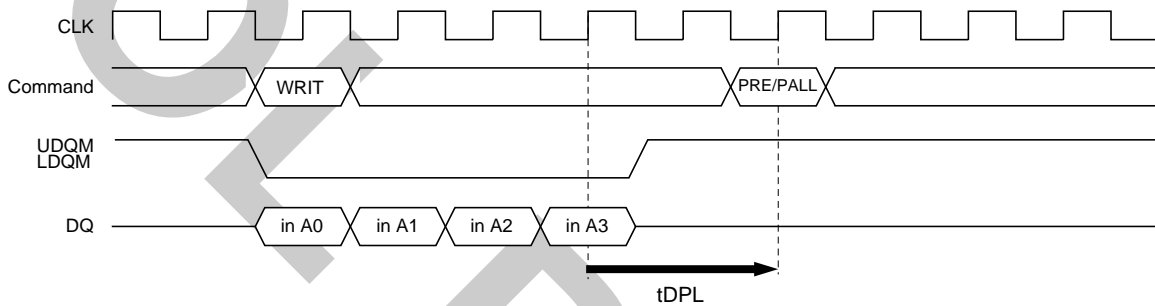 CLK
Command WRIT PRE/PALL
UDQM
LDQM
DQ in A0 in A1 in A2 in A3
tDPL